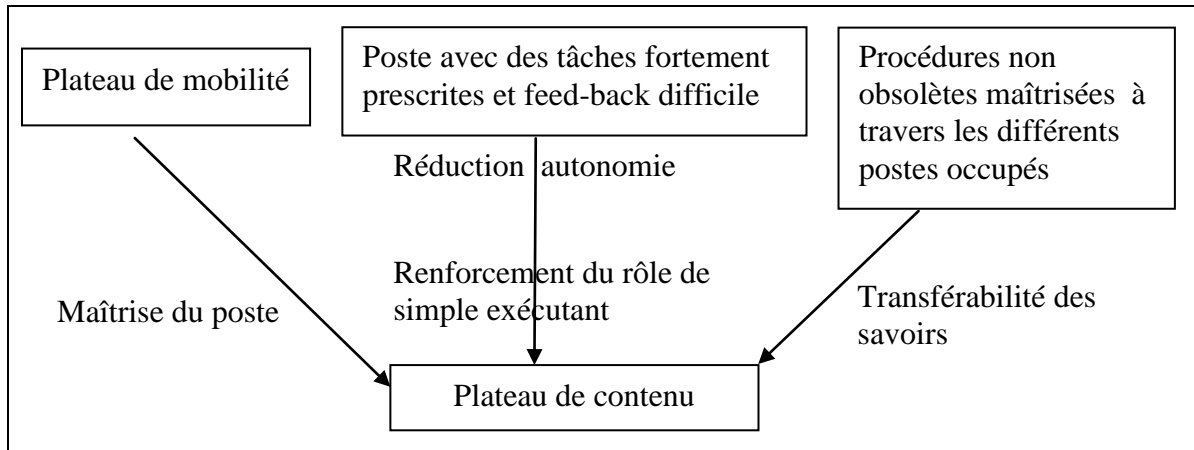 Plateau de mobilité
Poste avec des tâches fortement
prescrites et feed-back difficile
Procédures non
obsolètes maîtrisées à
travers les différents
postes occupés
Réduction autonomie
Renforcement du rôle de
simple exécutant
Maîtrise du poste
Transférabilité des
savoirs
Plateau de contenu